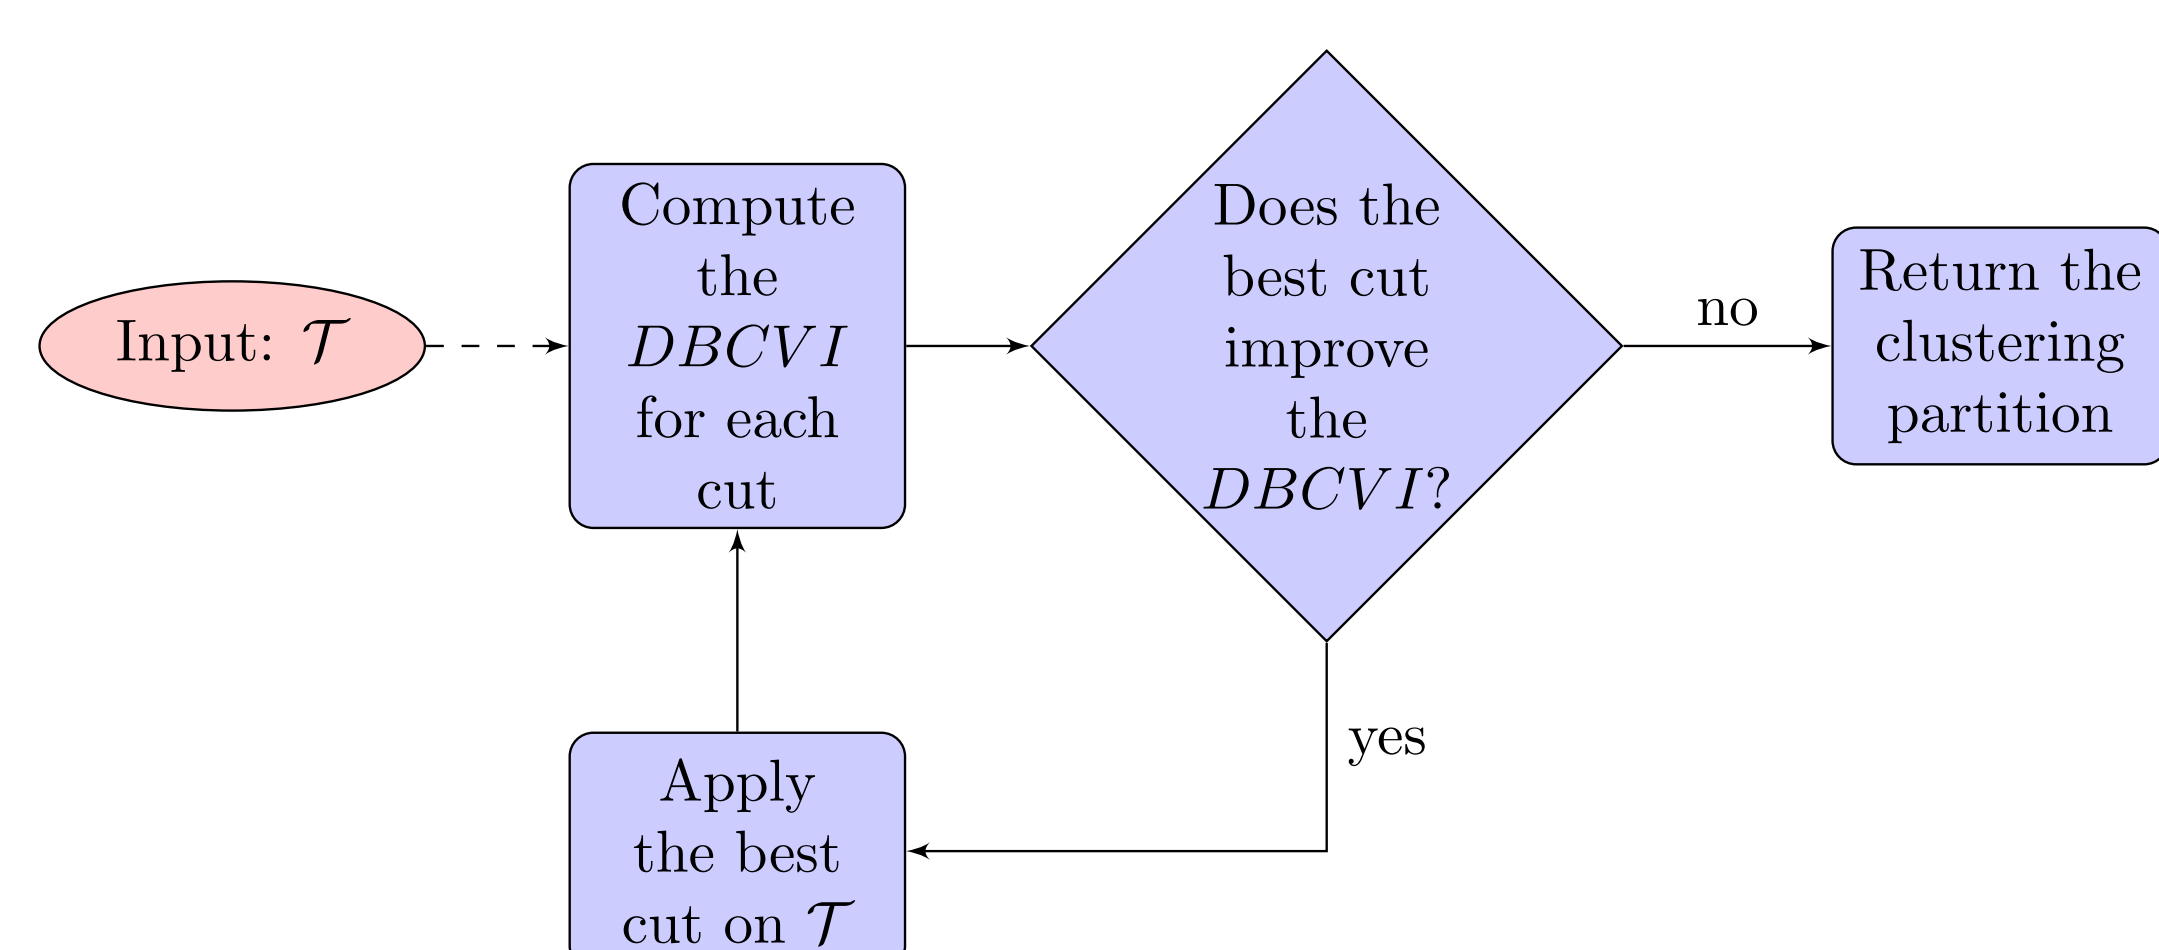 Input: 𝒯
Compute
the
DBCVI
for each
cut
Does the
best cut
improve
the
DBCVI?
no
Return the
clustering
partition
yes
Apply
the best
cut on 𝒯